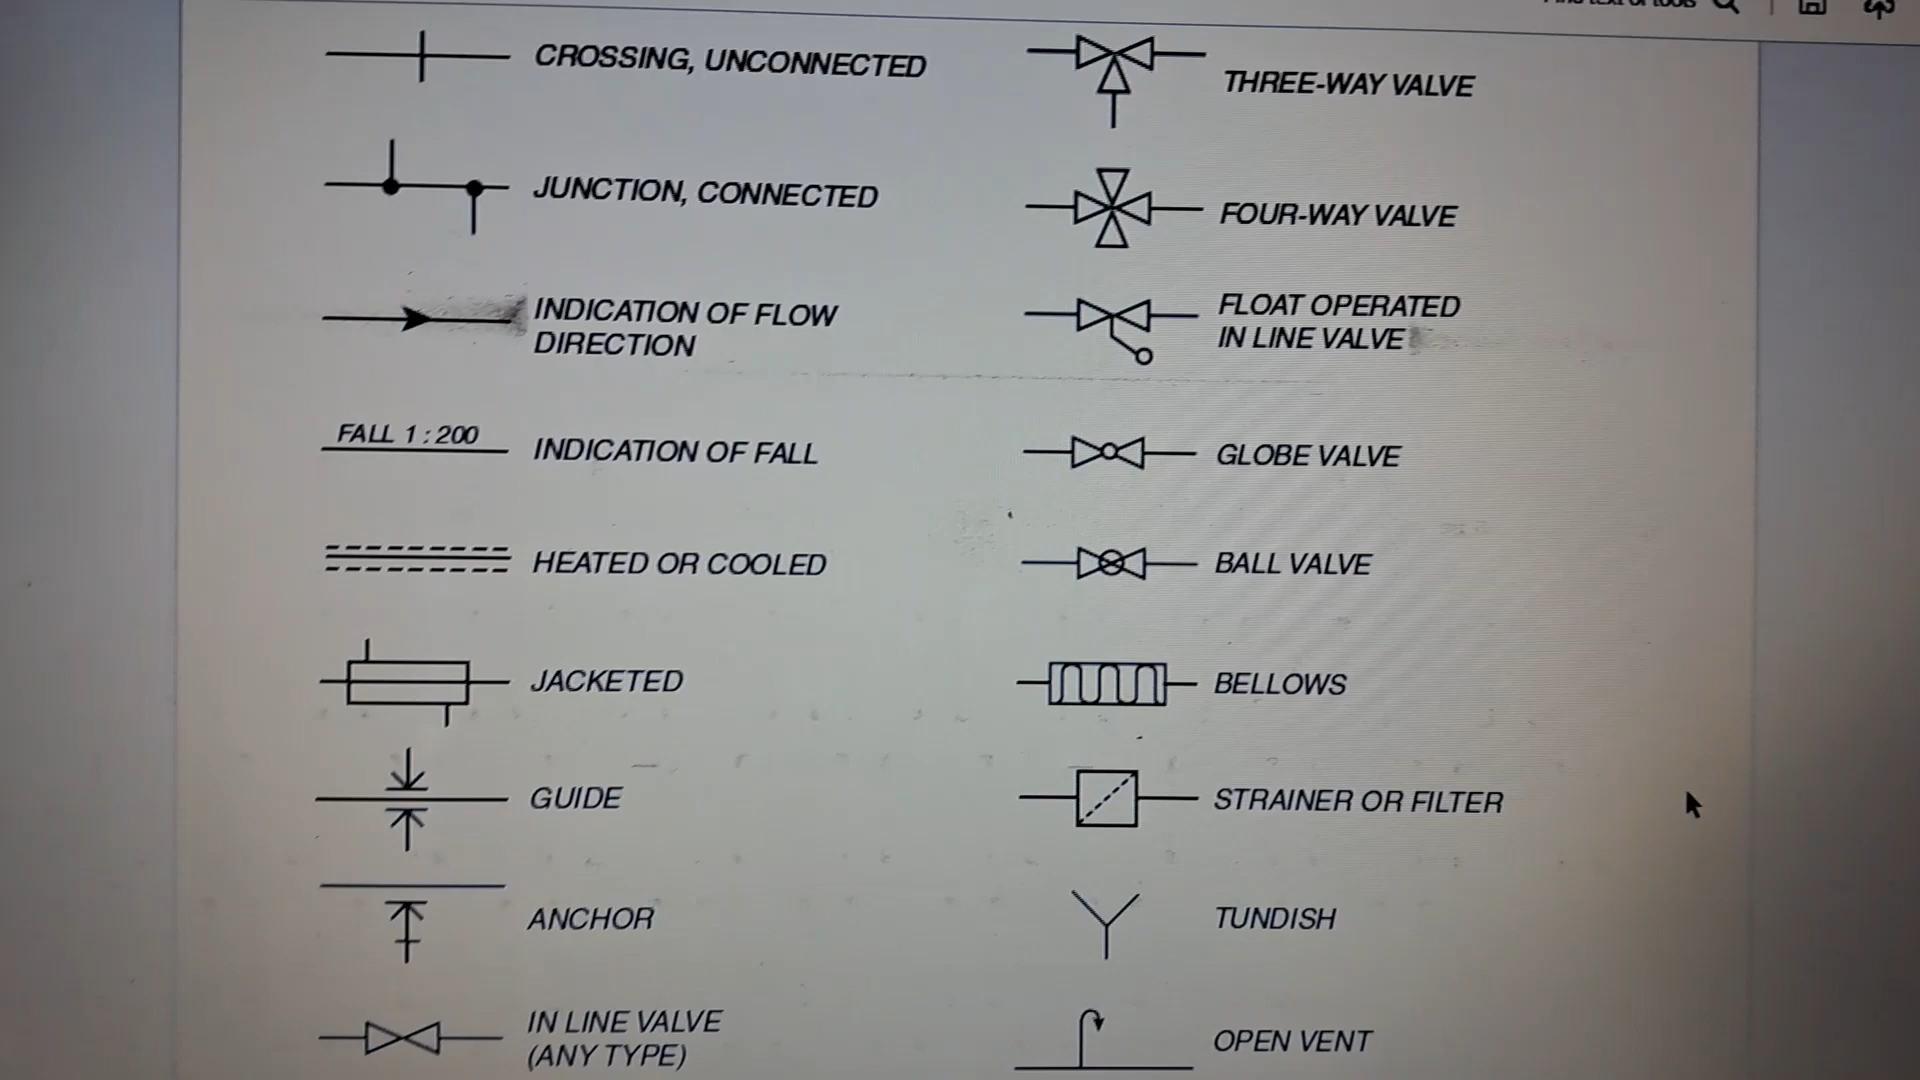 CROSSING, UNCONNECTED
THREE-WAY VALVE
JUNCTION, CONNECTED
FOUR-WAY VALVE
INDICATION OF FLOW
DIRECTION
FLOAT OPERATED
IN LINE VALVE
FALL 1 : 200
INDICATION OF FALL
GLOBE VALVE
HEATED OR COOLED
BALL VALVE
JACKETED
BELLOWS
GUIDE
STRAINER OR FILTER
ANCHOR
TUNDISH
IN LINE VALVE
(ANY TYPE)
OPEN VENT